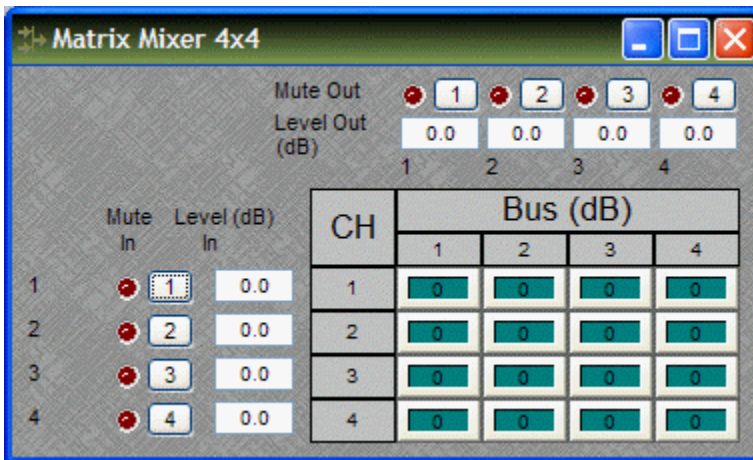 Matrix Mixer 4x4
Mute Out 1 2 3 4
Level Out (dB) 0.0 0.0 0.0 0.0
1 2 3 4
Mute In Level (dB) In
CH Bus (dB)
1 2 3 4
1 1 0.0 1 0 0 0 0
2 2 0.0 2 0 0 0 0
3 3 0.0 3 0 0 0 0
4 4 0.0 4 0 0 0 0